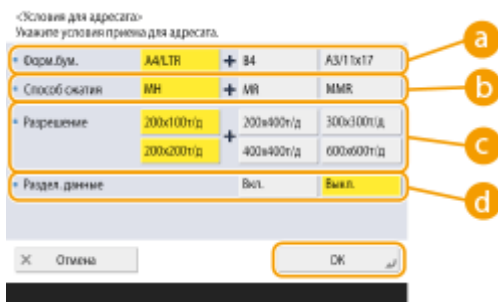 <Условия для адресата>
Укажите условия приема для адресата.
Форм.бум. A4/LTR + B4 A3/11x17
Способ сжатия MH + MR MMR
Разрешение 200x100т/д 200x400т/д 300x300т/д
+
200x200т/д 400x400т/д 600x600т/д
Раздел. данные Вкл. Выкл.
× Отмена OK
a
b
c
d